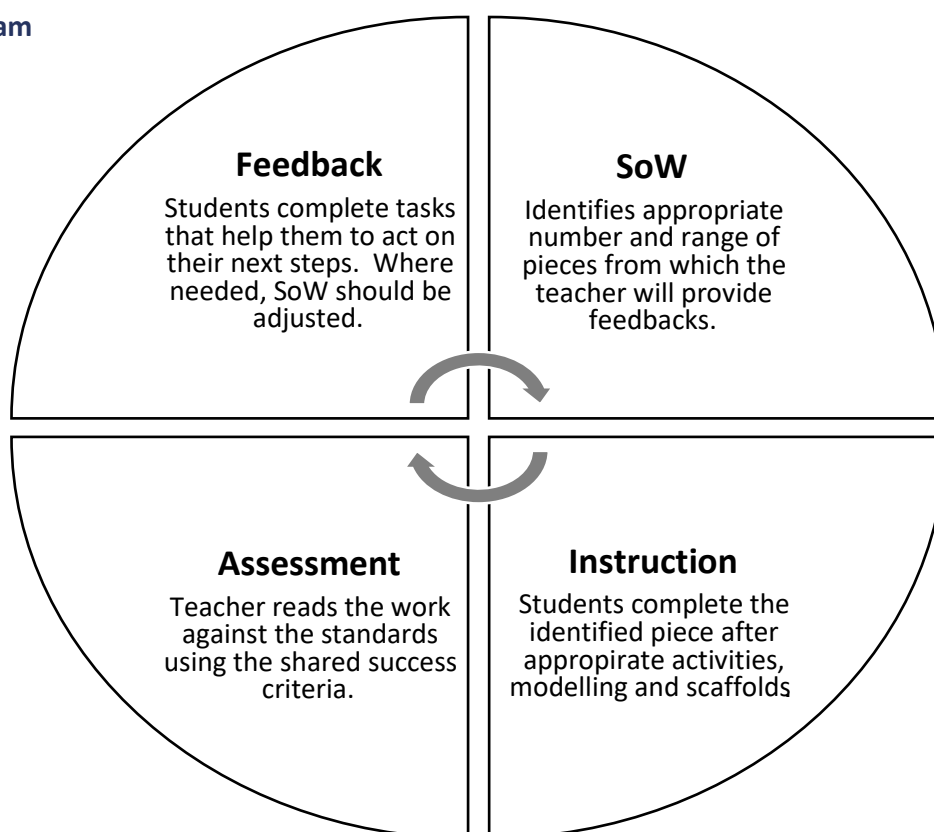 am
Feedback
Students complete tasks
that help them to act on
their next steps.  Where
needed, SoW should be
adjusted.
SoW
Identifies appropriate
number and range of
pieces from which the
teacher will provide
feedbacks.
Assessment
Teacher reads the work
against the standards
using the shared success
criteria.
Instruction
Students complete the
identified piece after
appropirate activities,
modelling and scaffolds.